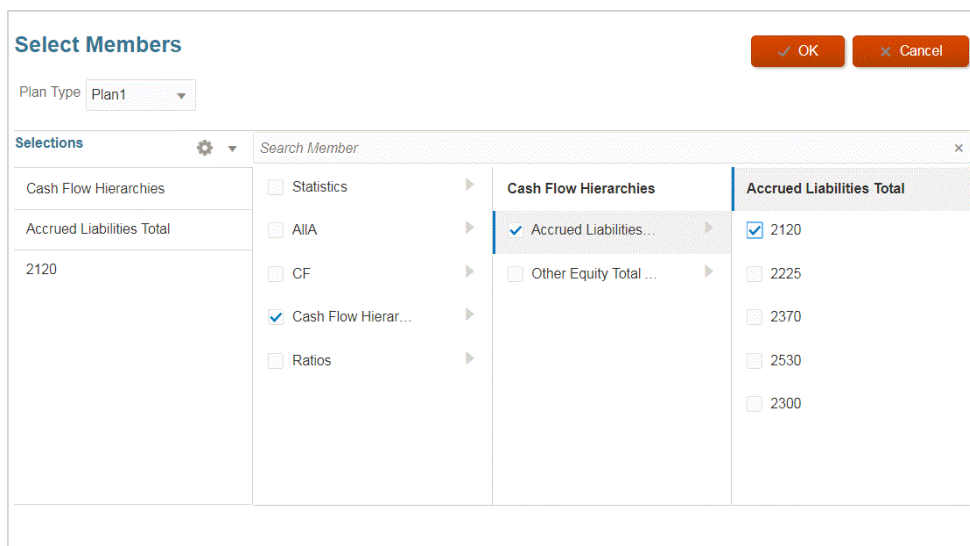 Select Members
OK
Cancel
Plan Type
Plan1
Selections
Search Member
Cash Flow Hierarchies
Accrued Liabilities Total
2120
Statistics
AllA
CF
Cash Flow Hierar...
Ratios
Cash Flow Hierarchies
Accrued Liabilities...
Other Equity Total ...
Accrued Liabilities Total
2120
2225
2370
2530
2300